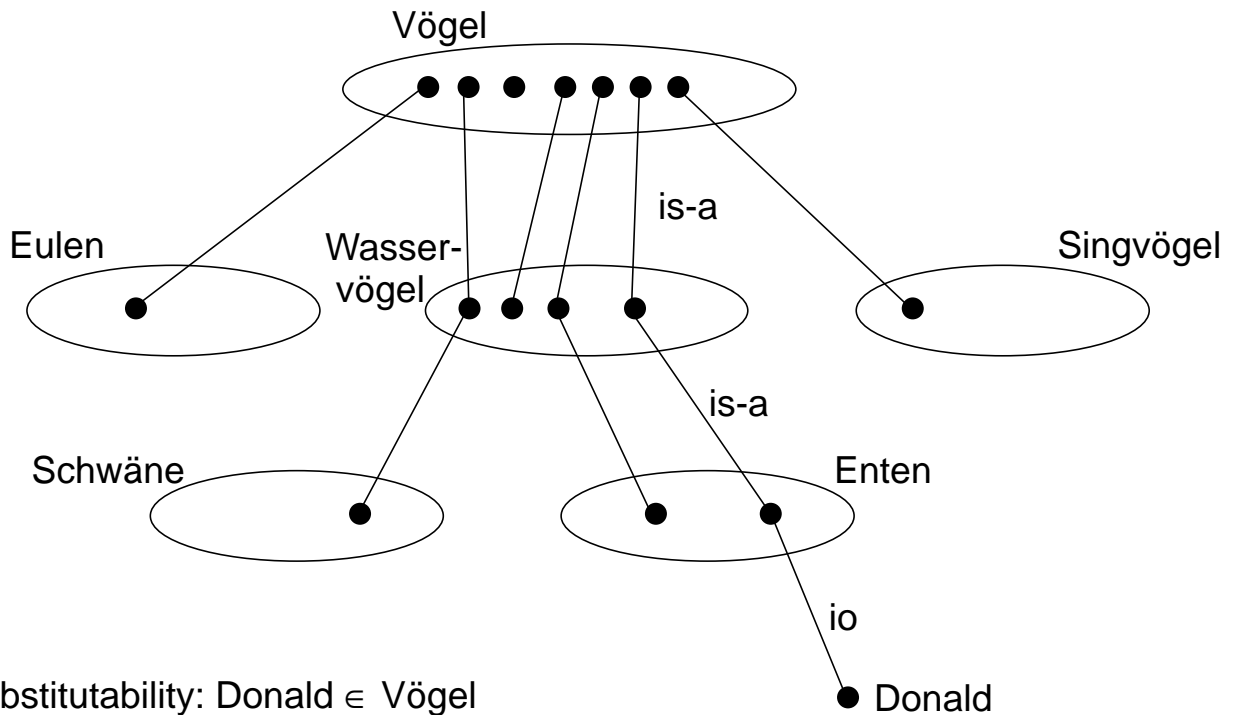 Vögel
is-a
Eulen
Wasser-
vögel
Singvögel
is-a
Schwäne
Enten
io
bstitutability: Donald ∈ Vögel
Donald